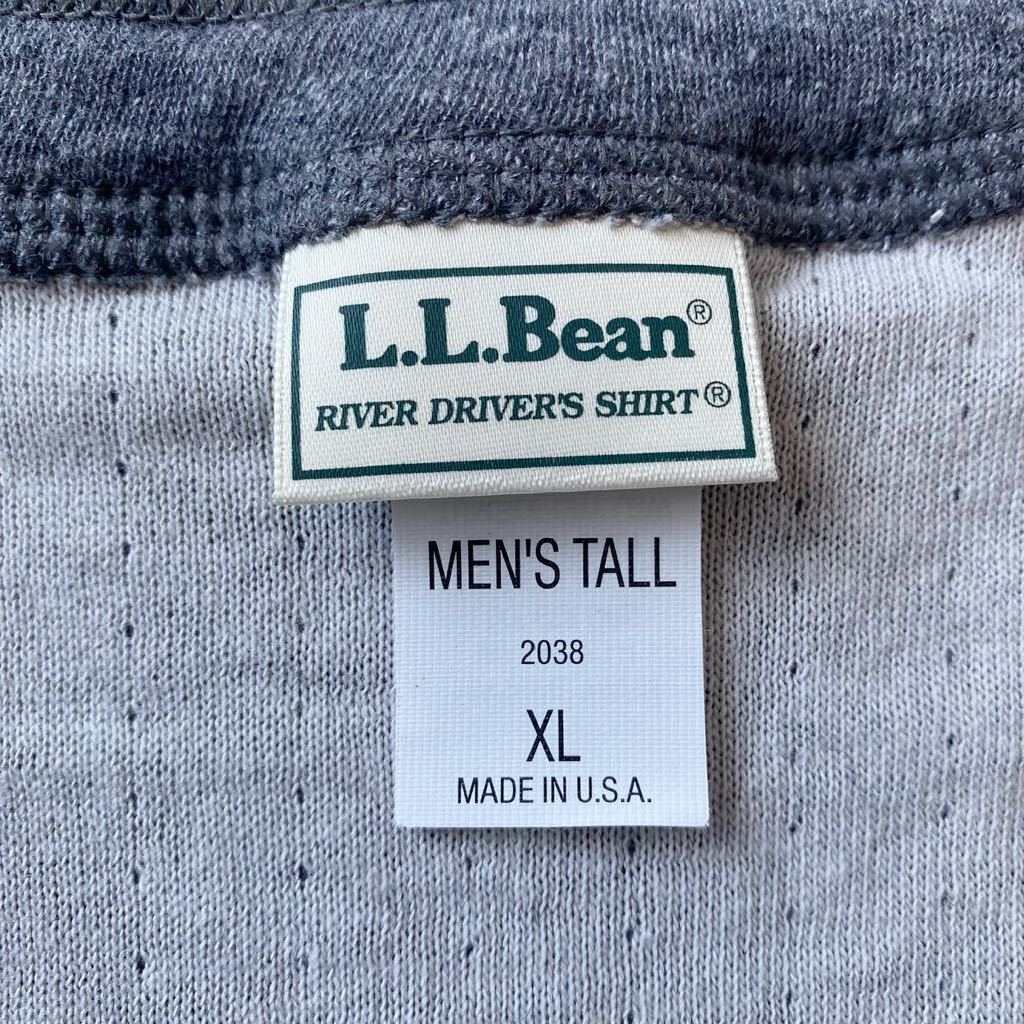 L.L.Bean®
RIVER DRIVER'S SHIRT®
MEN'S TALL
2038
XL
MADE IN U.S.A.